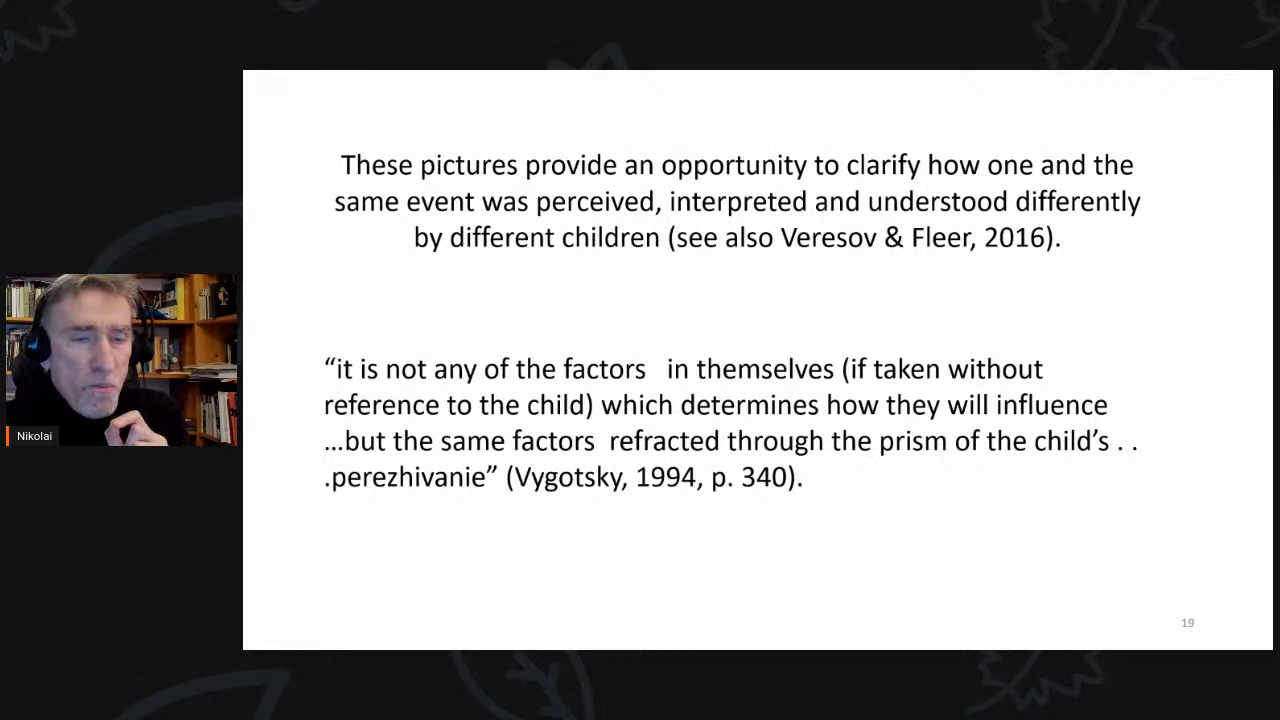 These pictures provide an opportunity to clarify how one and the
same event was perceived, interpreted and understood differently
by different children (see also Veresov & Fleer, 2016).
“it is not any of the factors   in themselves (if taken without
reference to the child) which determines how they will influence
…but the same factors  refracted through the prism of the child’s . .
.perezhivanie” (Vygotsky, 1994, p. 340).
Nikolai
19